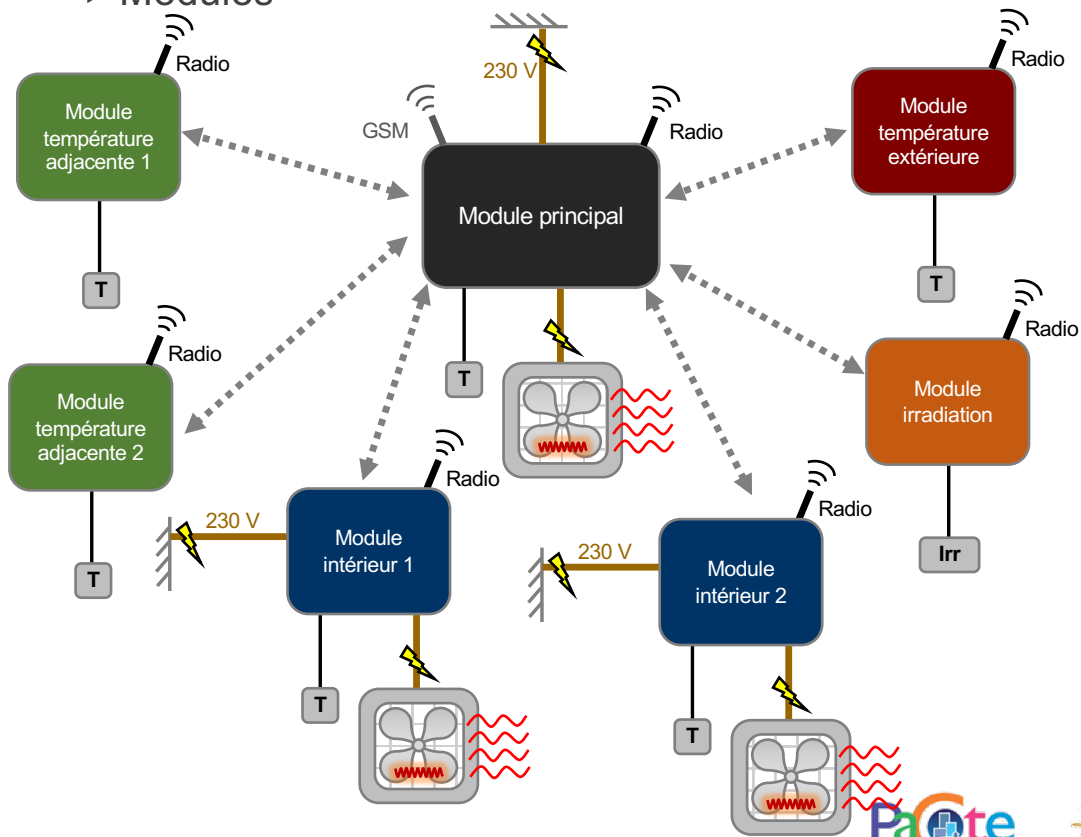 Modules
Radio
Module
température
adjacente 1
T
230 V
GSM
Radio
Module principal
T
Radio
Module
température
extérieure
T
Radio
Module
température
adjacente 2
T
Radio
Module
irradiation
Irr
Radio
230 V
Module
intérieur 1
T
Radio
230 V
Module
intérieur 2
T
PaCte